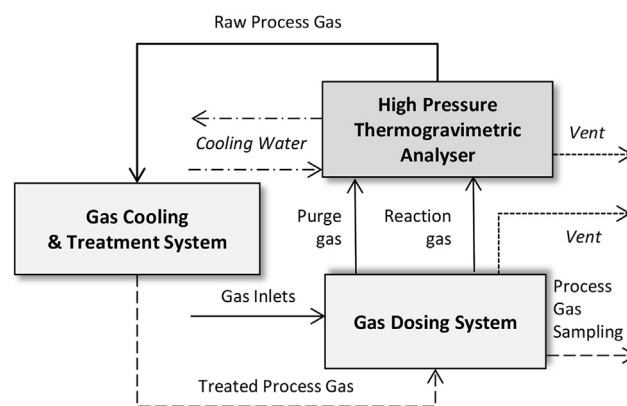 Raw Process Gas
High Pressure
Thermogravimetric
Analyser
Cooling Water
Vent
Gas Cooling
& Treatment System
Purge
gas
Reaction
gas
Vent
Gas Inlets
Gas Dosing System
Process
Gas
Sampling
Treated Process Gas